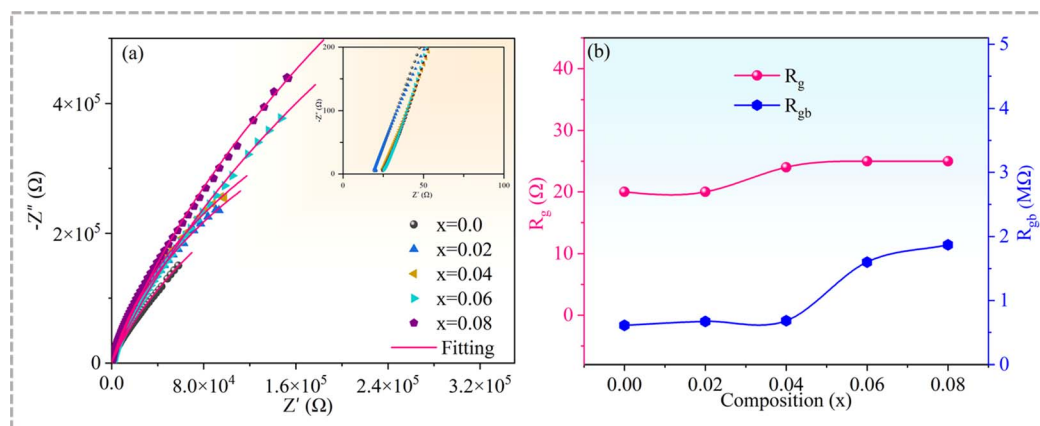 (a)
-Z″ (Ω)
4×10⁵
2×10⁵
0
0.0
8.0×10⁴
1.6×10⁵
2.4×10⁵
3.2×10⁵
Z′ (Ω)
-Z″ (Ω)
200
100
0
0
50
100
Z′ (Ω)
x=0.0
x=0.02
x=0.04
x=0.06
x=0.08
Fitting
(b)
R_g
R_gb
R_g (Ω)
40
30
20
10
0
R_gb (MΩ)
5
4
3
2
1
0
0.00
0.02
0.04
0.06
0.08
Composition (x)